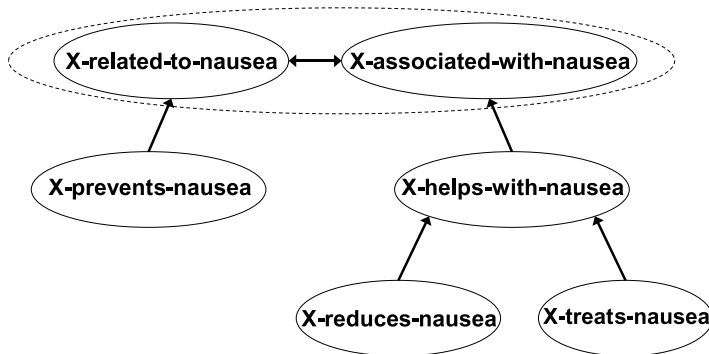 X-related-to-nausea
X-associated-with-nausea
X-prevents-nausea
X-helps-with-nausea
X-reduces-nausea
X-treats-nausea